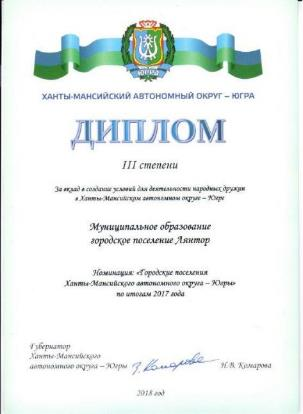 ЮГРА
ХАНТЫ-МАНСИЙСКИЙ АВТОНОМНЫЙ ОКРУГ – ЮГРА
ДИПЛОМ
III степени
За вклад в создание условий для деятельности народных дружин
в Ханты-Мансийском автономном округе – Югре
Муниципальное образование
городское поселение Лянтор
Номинация: «Городские поселения
Ханты-Мансийского автономного округа – Югры»
по итогам 2017 года
Губернатор
Ханты-Мансийского
автономного округа – Югры
Н.В. Комарова
2018 год